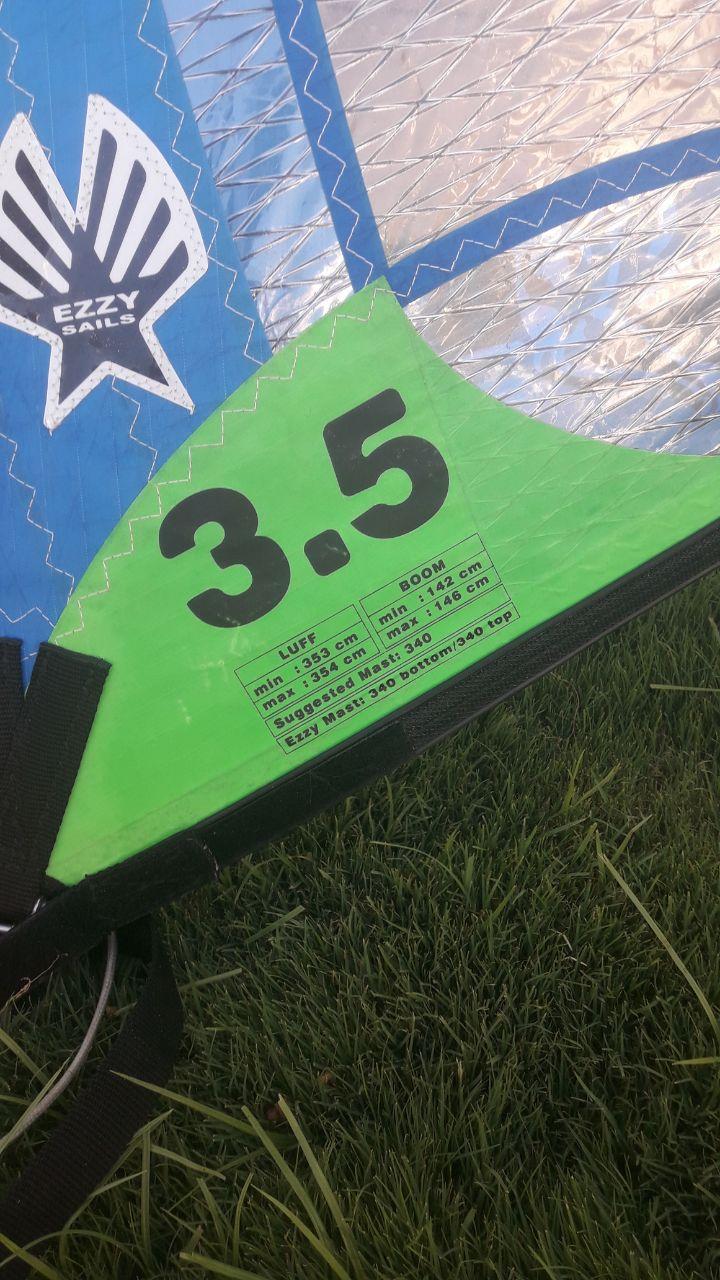 EZZY
SAILS
3.5
LUFF
min : 353 cm
max : 354 cm
BOOM
min : 142 cm
max : 146 cm
Suggested Mast: 340
Ezzy Mast: 340 bottom/340 top